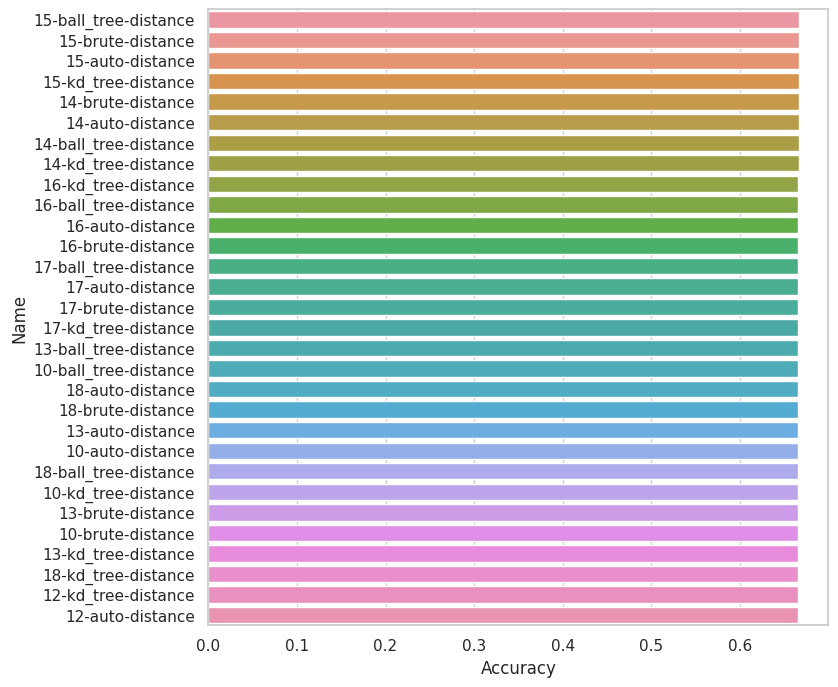 15-ball_tree-distance
15-brute-distance
15-auto-distance
15-kd_tree-distance
14-brute-distance
14-auto-distance
14-ball_tree-distance
14-kd_tree-distance
16-kd_tree-distance
16-ball_tree-distance
16-auto-distance
16-brute-distance
17-ball_tree-distance
17-auto-distance
17-brute-distance
17-kd_tree-distance
13-ball_tree-distance
10-ball_tree-distance
18-auto-distance
18-brute-distance
13-auto-distance
10-auto-distance
18-ball_tree-distance
10-kd_tree-distance
13-brute-distance
10-brute-distance
13-kd_tree-distance
18-kd_tree-distance
12-kd_tree-distance
12-auto-distance
Name
0.0 0.1 0.2 0.3 0.4 0.5 0.6
Accuracy